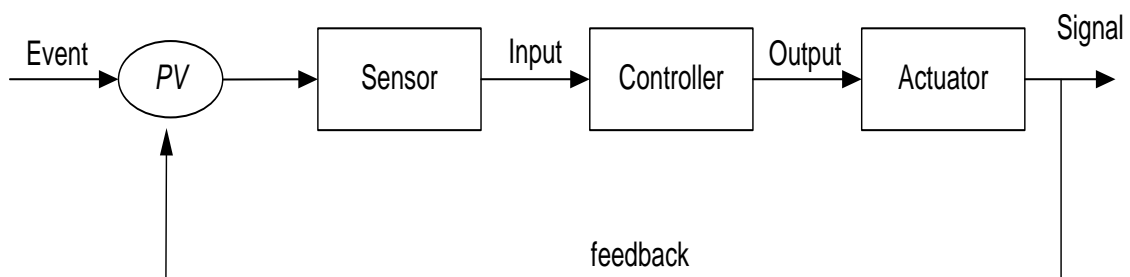 Signal
Event
PV
Sensor
Input
Controller
Output
Actuator
feedback